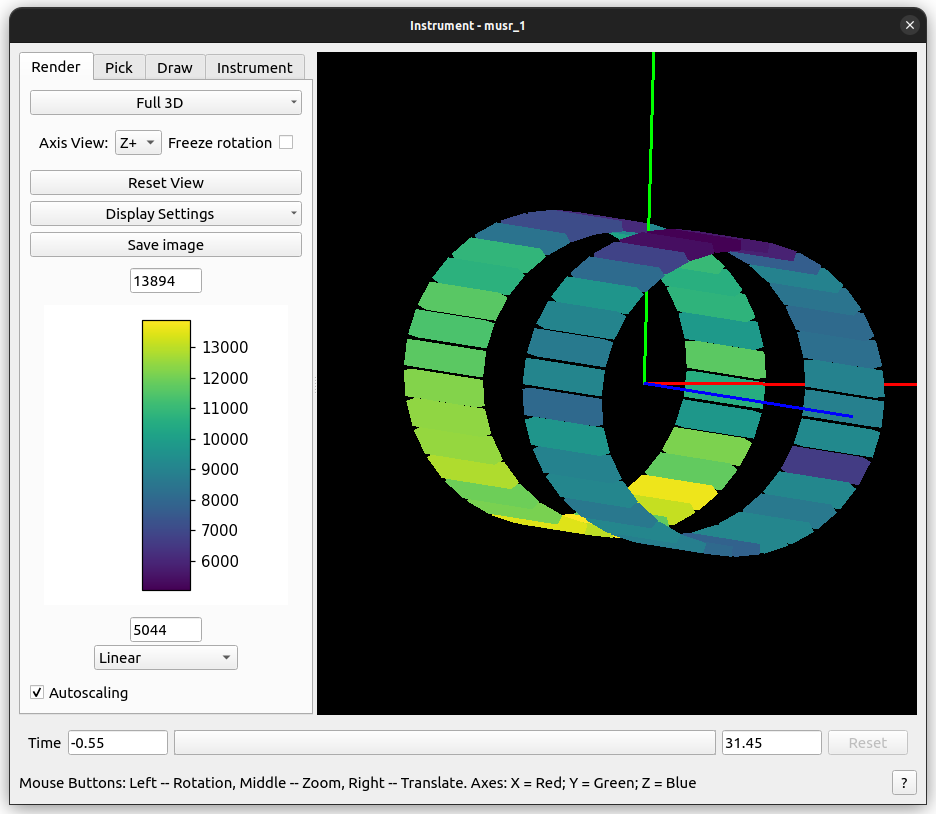 Instrument - musr_1
Render Pick Draw Instrument
Full 3D
Axis View: Z+ Freeze rotation
Reset View
Display Settings
Save image
13894
13000
12000
11000
10000
9000
8000
7000
6000
5044
Linear
Autoscaling
Time -0.55 31.45 Reset
Mouse Buttons: Left -- Rotation, Middle -- Zoom, Right -- Translate. Axes: X = Red; Y = Green; Z = Blue ?